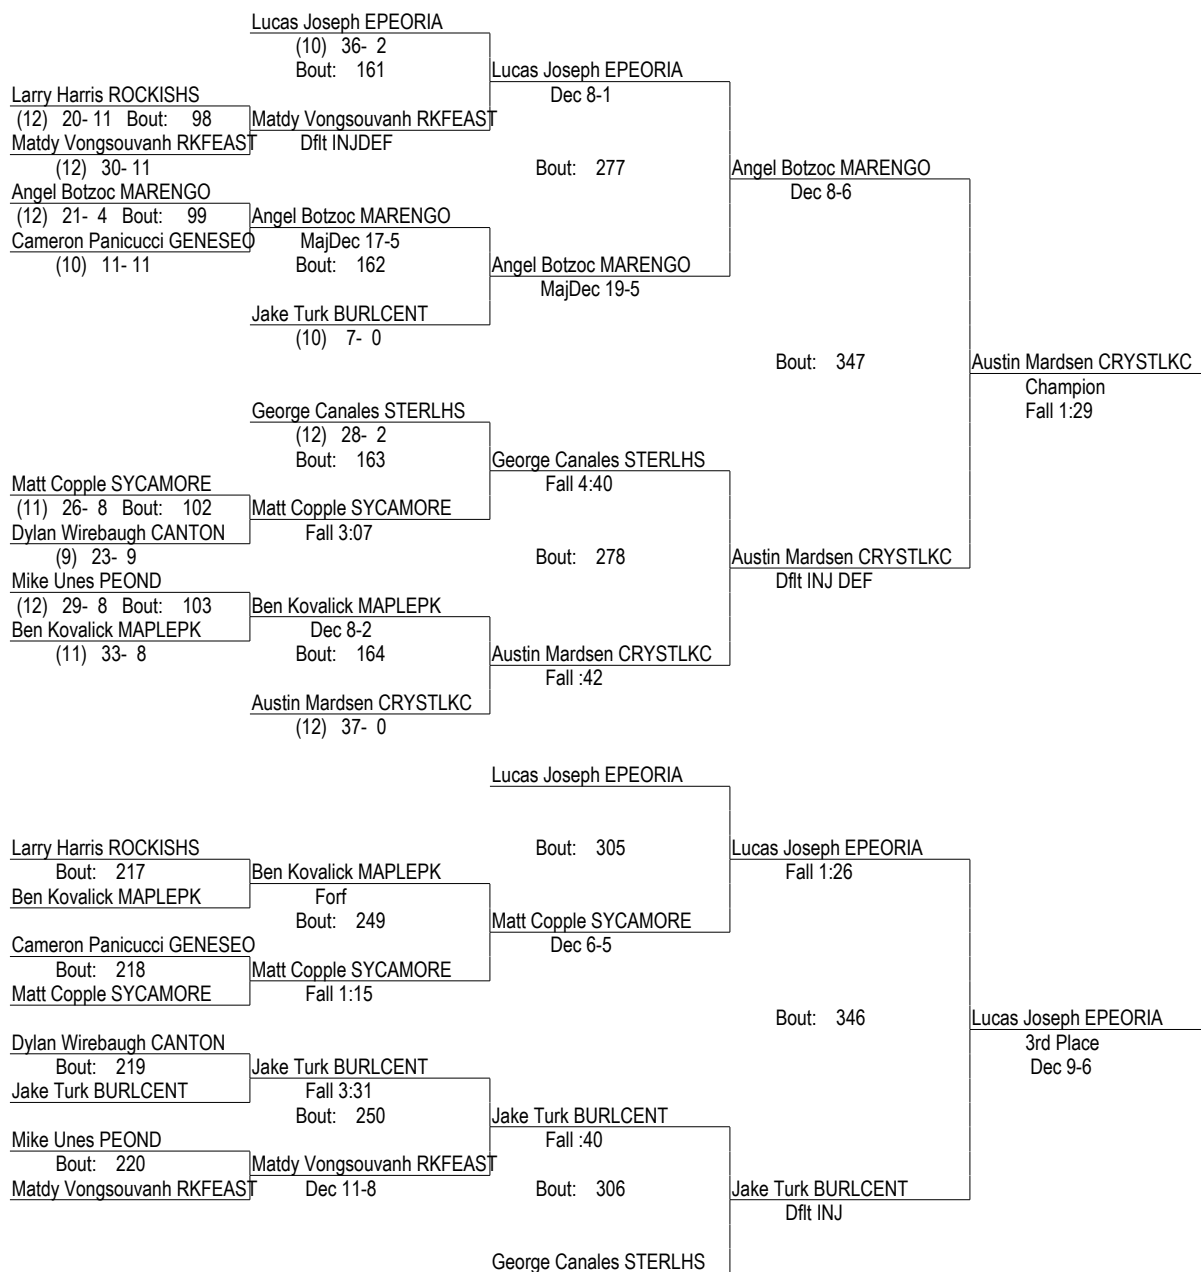 Lucas Joseph EPEORIA
(10) 36- 2
Bout: 161
Lucas Joseph EPEORIA
Dec 8-1
Larry Harris ROCKISHS
(12) 20- 11 Bout: 98
Matdy Vongsouvanh RKFEAST
Matdy Vongsouvanh RKFEAST
Dflt INJDEF
(12) 30- 11
Bout: 277
Angel Botzoc MARENGO
Dec 8-6
Angel Botzoc MARENGO
(12) 21- 4 Bout: 99
Angel Botzoc MARENGO
Cameron Panicucci GENESEO
MajDec 17-5
(10) 11- 11
Bout: 162
Angel Botzoc MARENGO
MajDec 19-5
Jake Turk BURLCENT
(10) 7- 0
Bout: 347
Austin Mardsen CRYSTLKC
Champion
Fall 1:29
George Canales STERLHS
(12) 28- 2
Bout: 163
George Canales STERLHS
Fall 4:40
Matt Copple SYCAMORE
(11) 26- 8 Bout: 102
Matt Copple SYCAMORE
Dylan Wirebaugh CANTON
Fall 3:07
(9) 23- 9
Bout: 278
Austin Mardsen CRYSTLKC
Dflt INJ DEF
Mike Unes PEOND
(12) 29- 8 Bout: 103
Ben Kovalick MAPLEPK
Ben Kovalick MAPLEPK
Dec 8-2
(11) 33- 8
Bout: 164
Austin Mardsen CRYSTLKC
Fall :42
Austin Mardsen CRYSTLKC
(12) 37- 0
Lucas Joseph EPEORIA
Larry Harris ROCKISHS
Bout: 305
Lucas Joseph EPEORIA
Bout: 217
Ben Kovalick MAPLEPK
Fall 1:26
Ben Kovalick MAPLEPK
Forf
Bout: 249
Matt Copple SYCAMORE
Cameron Panicucci GENESEO
Dec 6-5
Bout: 218
Matt Copple SYCAMORE
Matt Copple SYCAMORE
Fall 1:15
Bout: 346
Lucas Joseph EPEORIA
3rd Place
Dec 9-6
Dylan Wirebaugh CANTON
Bout: 219
Jake Turk BURLCENT
Jake Turk BURLCENT
Fall 3:31
Bout: 250
Jake Turk BURLCENT
Mike Unes PEOND
Fall :40
Bout: 220
Matdy Vongsouvanh RKFEAST
Matdy Vongsouvanh RKFEAST
Dec 11-8
Bout: 306
Jake Turk BURLCENT
Dflt INJ
George Canales STERLHS